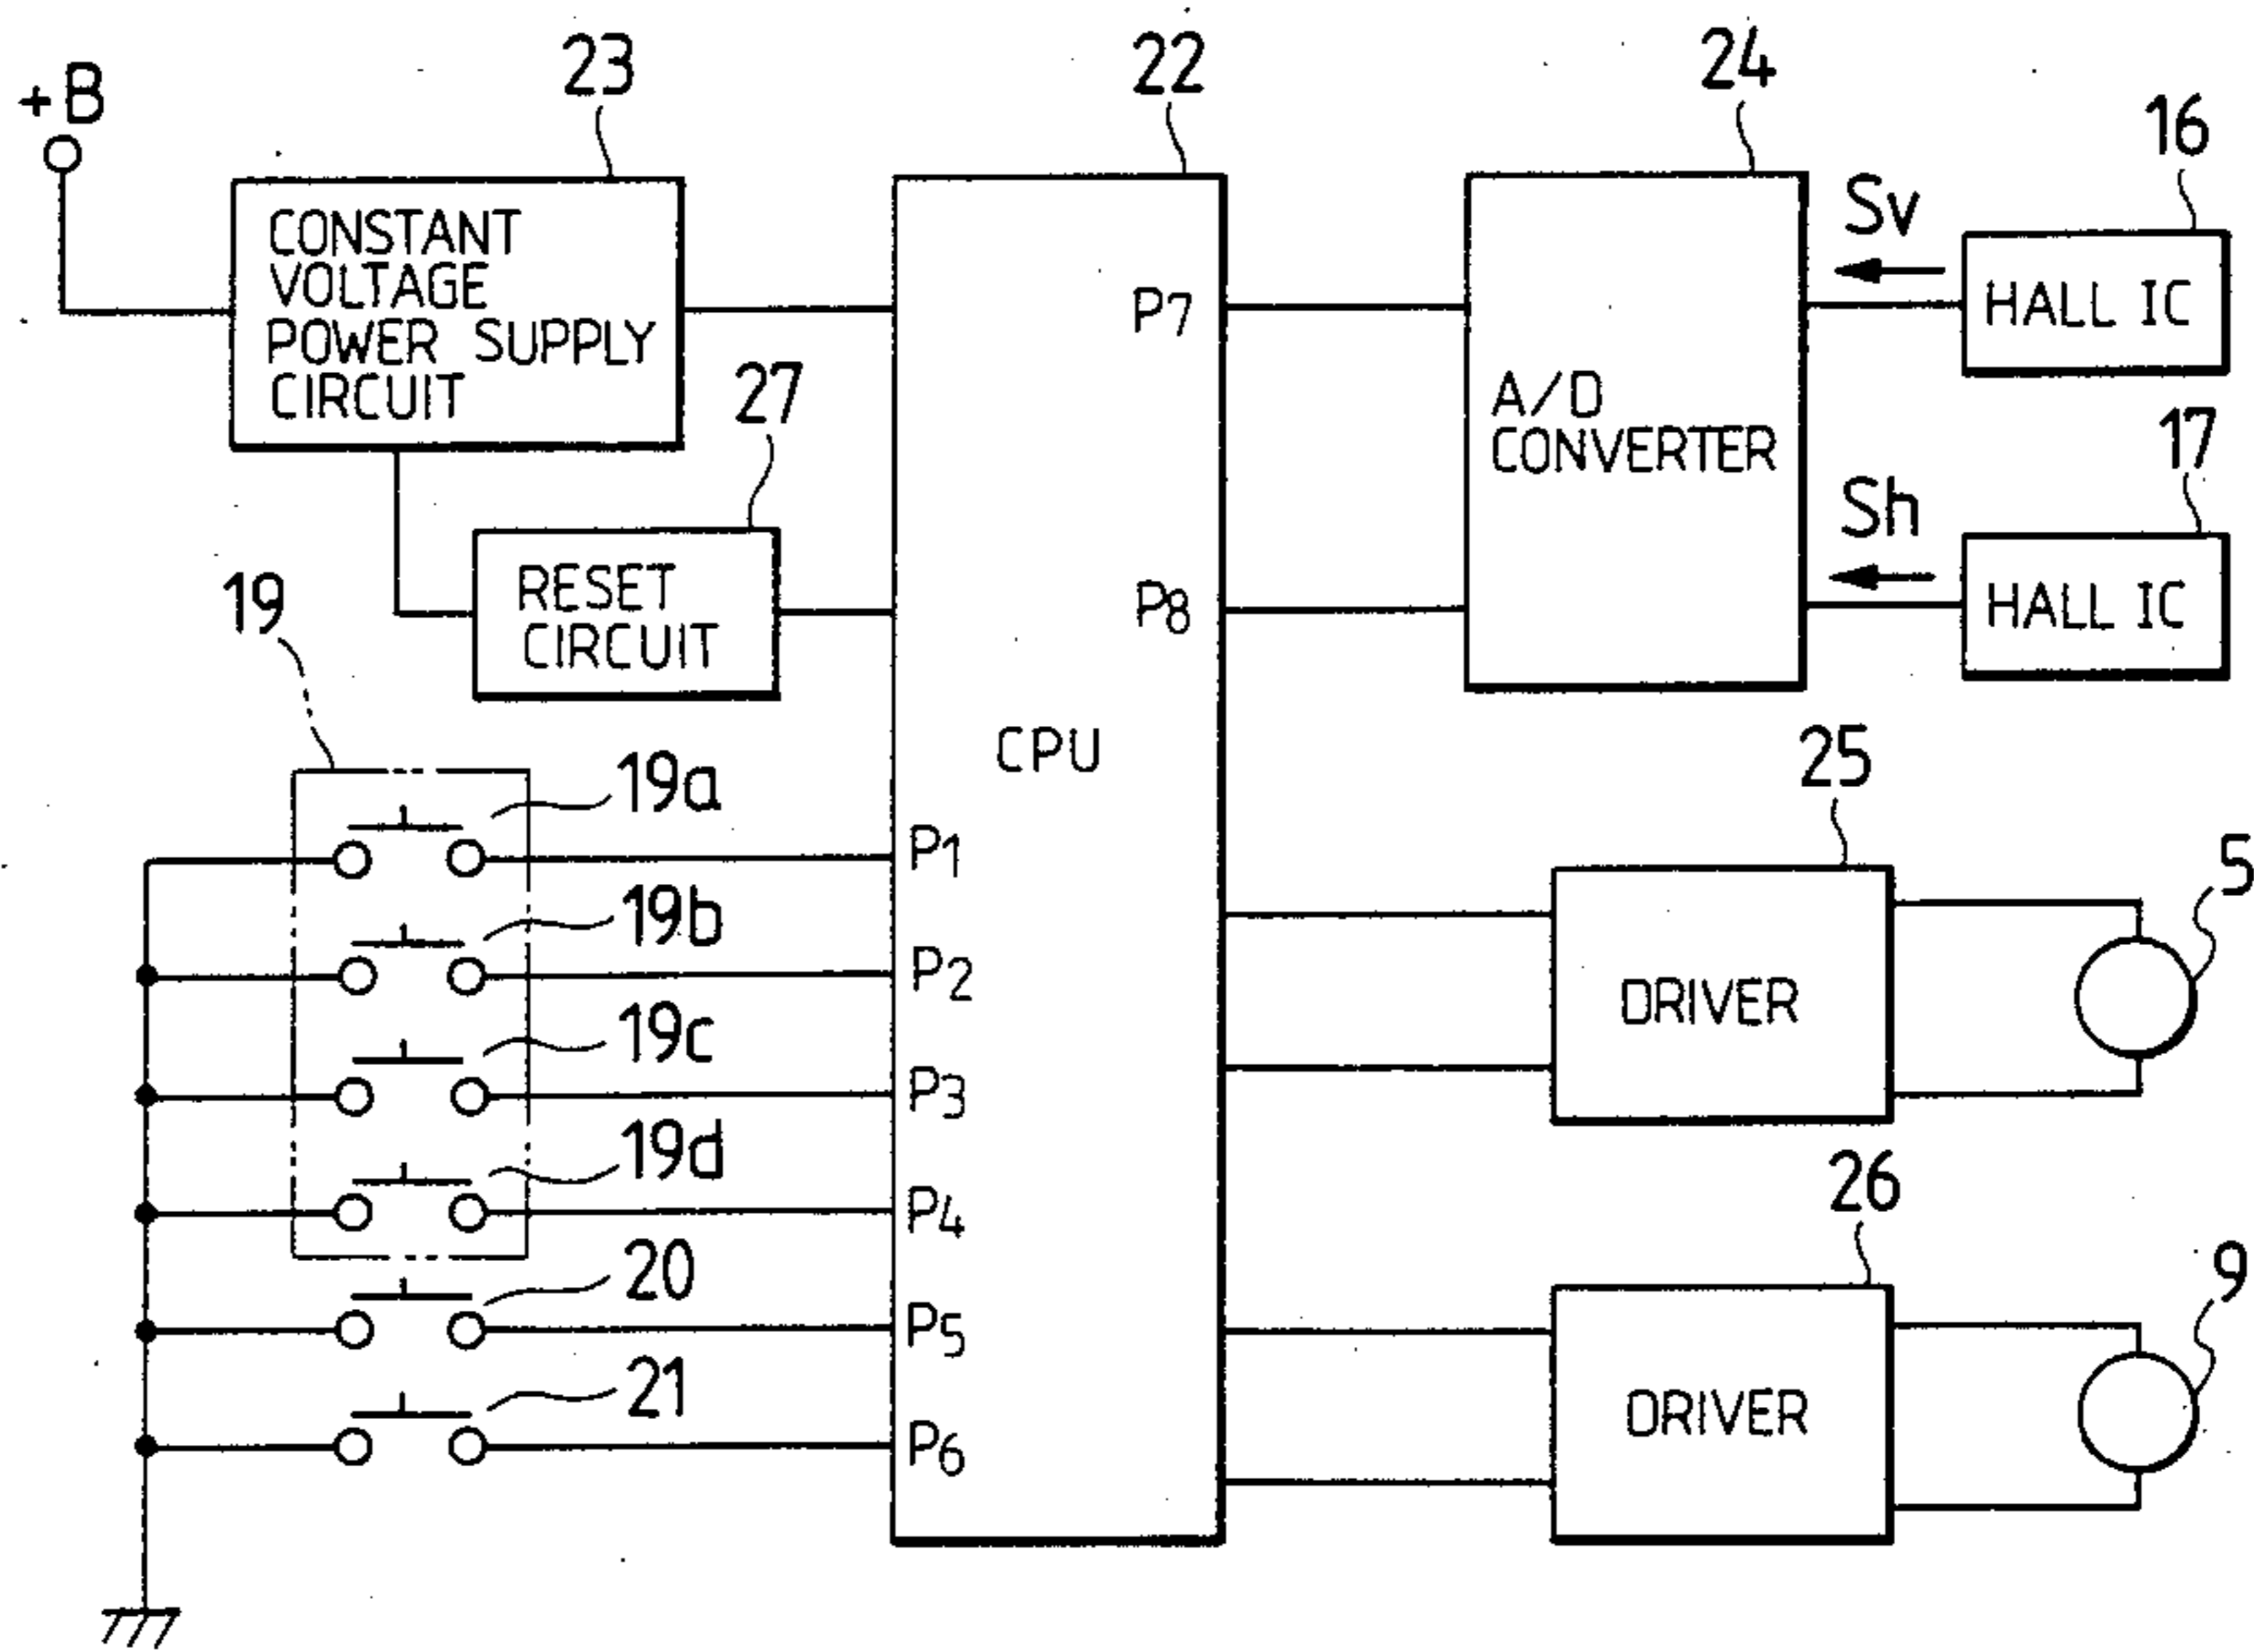 +B
23
22
24
16
CONSTANT
VOLTAGE
POWER SUPPLY
CIRCUIT
Sv
HALL IC
P7
27
A/D
CONVERTER
17
Sh
HALL IC
RESET
CIRCUIT
P8
19
CPU
25
19a
P1
5
19b
P2
DRIVER
19c
P3
19d
P4
26
20
P5
9
21
P6
DRIVER